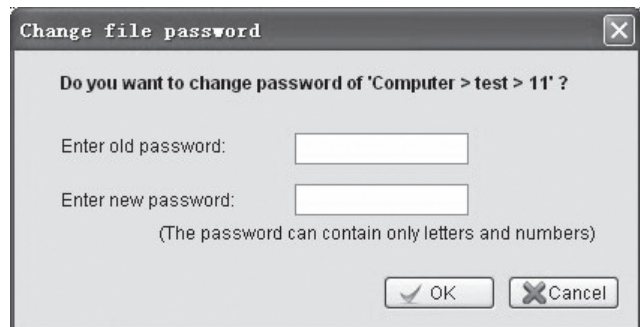 Change file password
Do you want to change password of 'Computer > test > 11' ?
Enter old password:
Enter new password:
(The password can contain only letters and numbers)
OK
Cancel